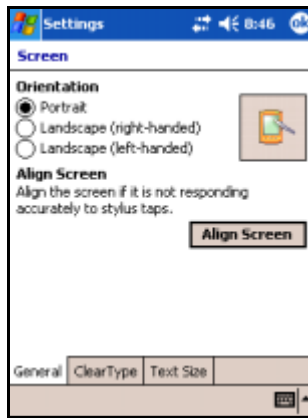 Settings 8:46 ok
Screen
Orientation
Portrait
Landscape (right-handed)
Landscape (left-handed)
Align Screen
Align the screen if it is not responding
accurately to stylus taps.
Align Screen
General ClearType Text Size